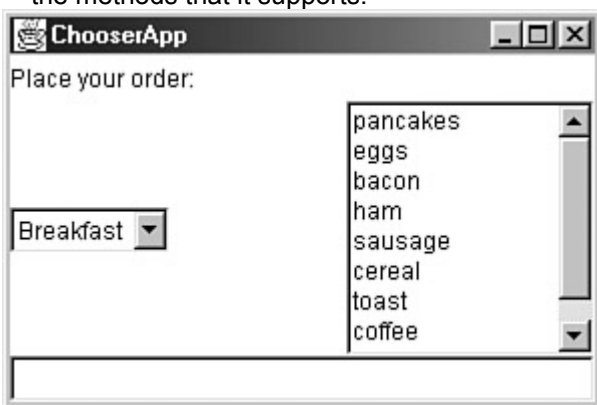 the methods that it supports.
ChooserApp
Place your order:
Breakfast
pancakes
eggs
bacon
ham
sausage
cereal
toast
coffee